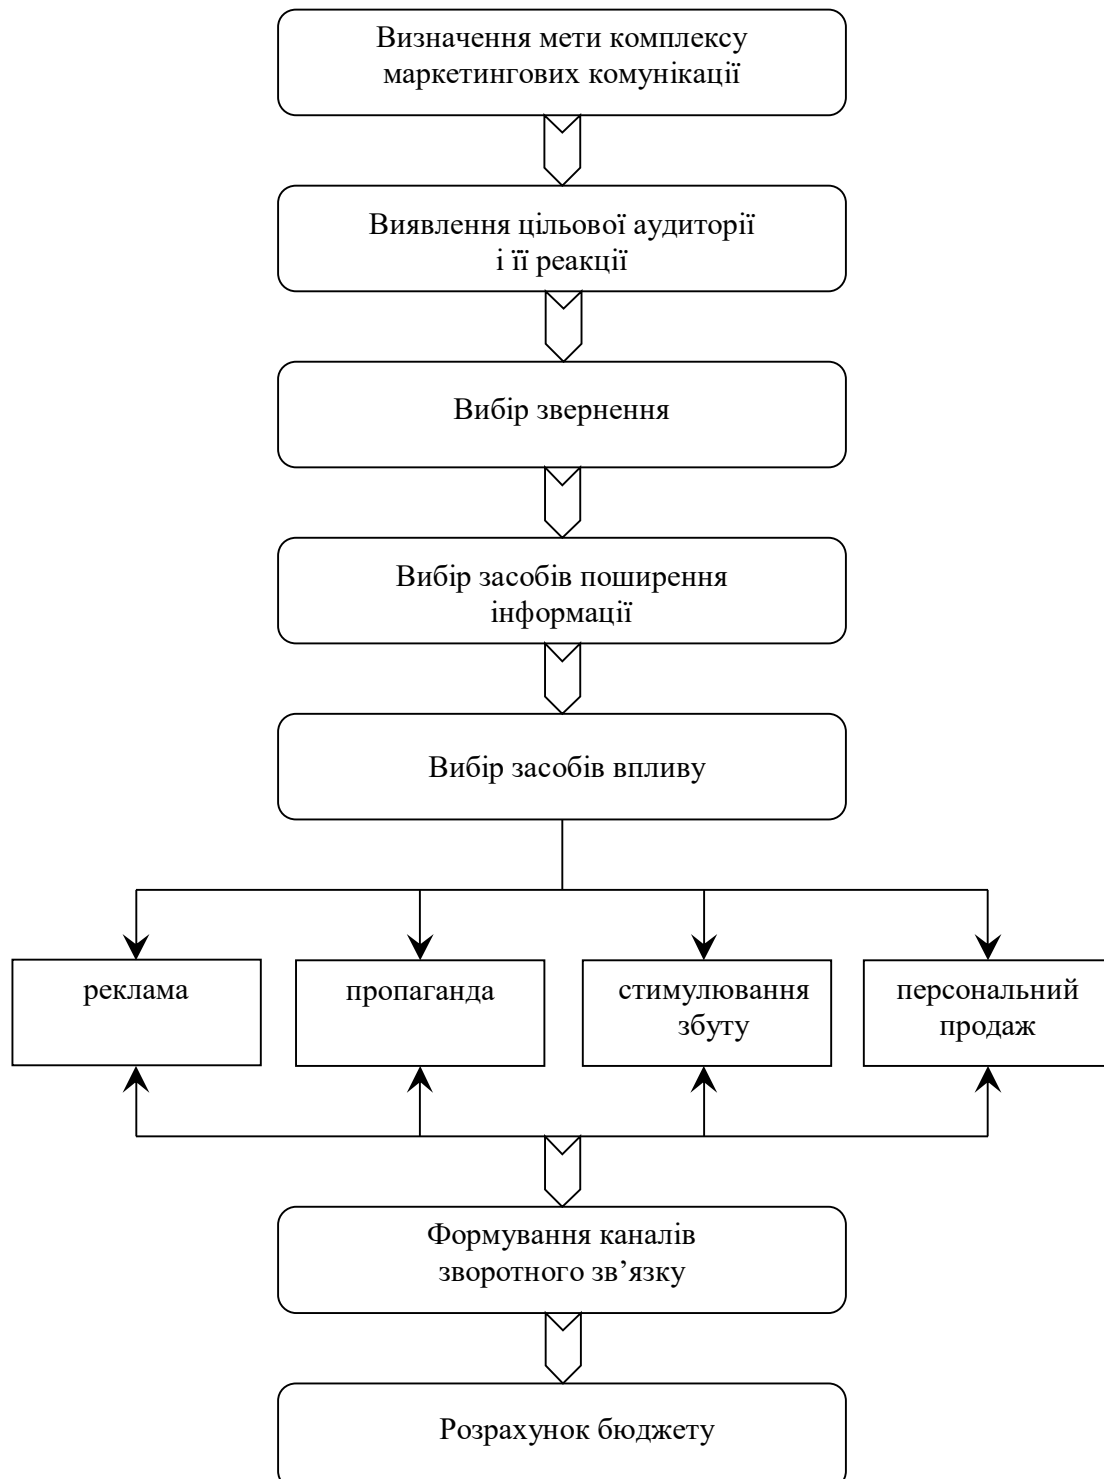 Визначення мети комплексу
маркетингових комунікації
Виявлення цільової аудиторії
і її реакції
Вибір звернення
Вибір засобів поширення
інформації
Вибір засобів впливу
реклама
пропаганда
стимулювання
збуту
персональний
продаж
Формування каналів
зворотного зв’язку
Розрахунок бюджету